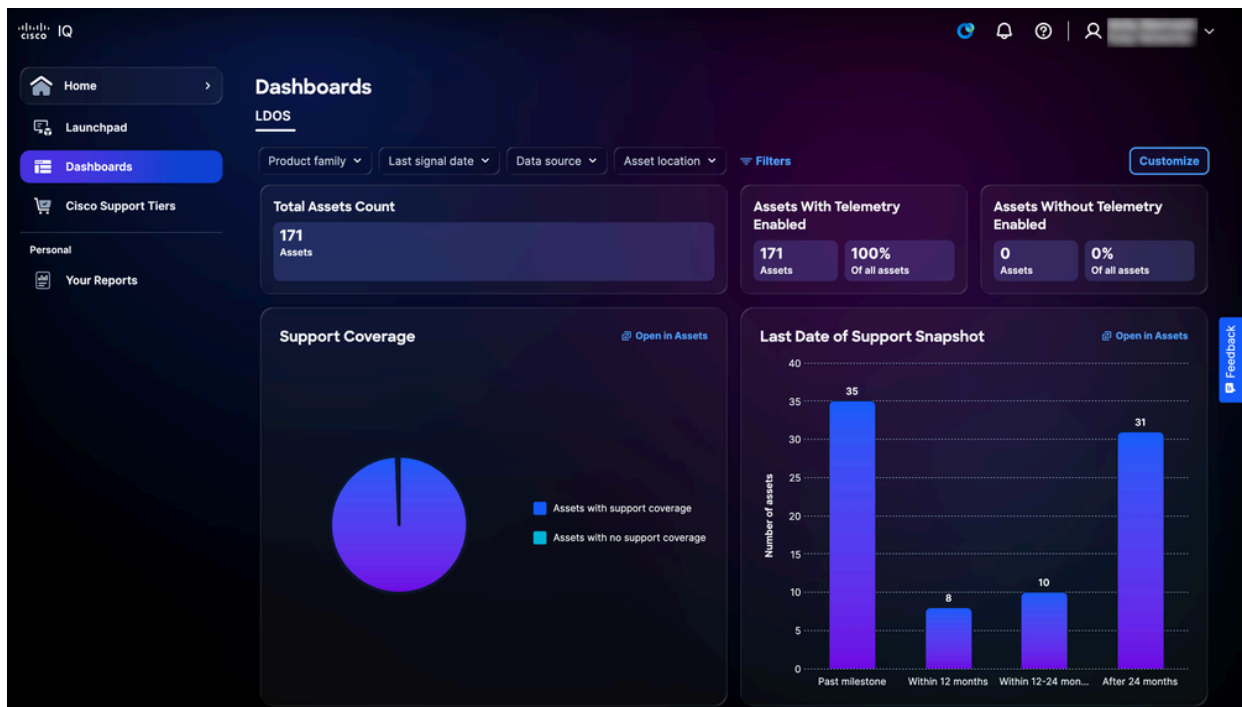 cisco IQ
Home
Launchpad
Dashboards
Cisco Support Tiers
Personal
Your Reports
Dashboards
LDOS
Product family
Last signal date
Data source
Asset location
Filters
Customize
Total Assets Count
171
Assets
Assets With Telemetry
Enabled
171
Assets
100%
Of all assets
Assets Without Telemetry
Enabled
0
Assets
0%
Of all assets
Support Coverage
Open in Assets
Assets with support coverage
Assets with no support coverage
Last Date of Support Snapshot
Open in Assets
Number of assets
40
35
30
25
20
15
10
5
0
35
8
10
31
Past milestone
Within 12 months
Within 12-24 mon...
After 24 months
Feedback